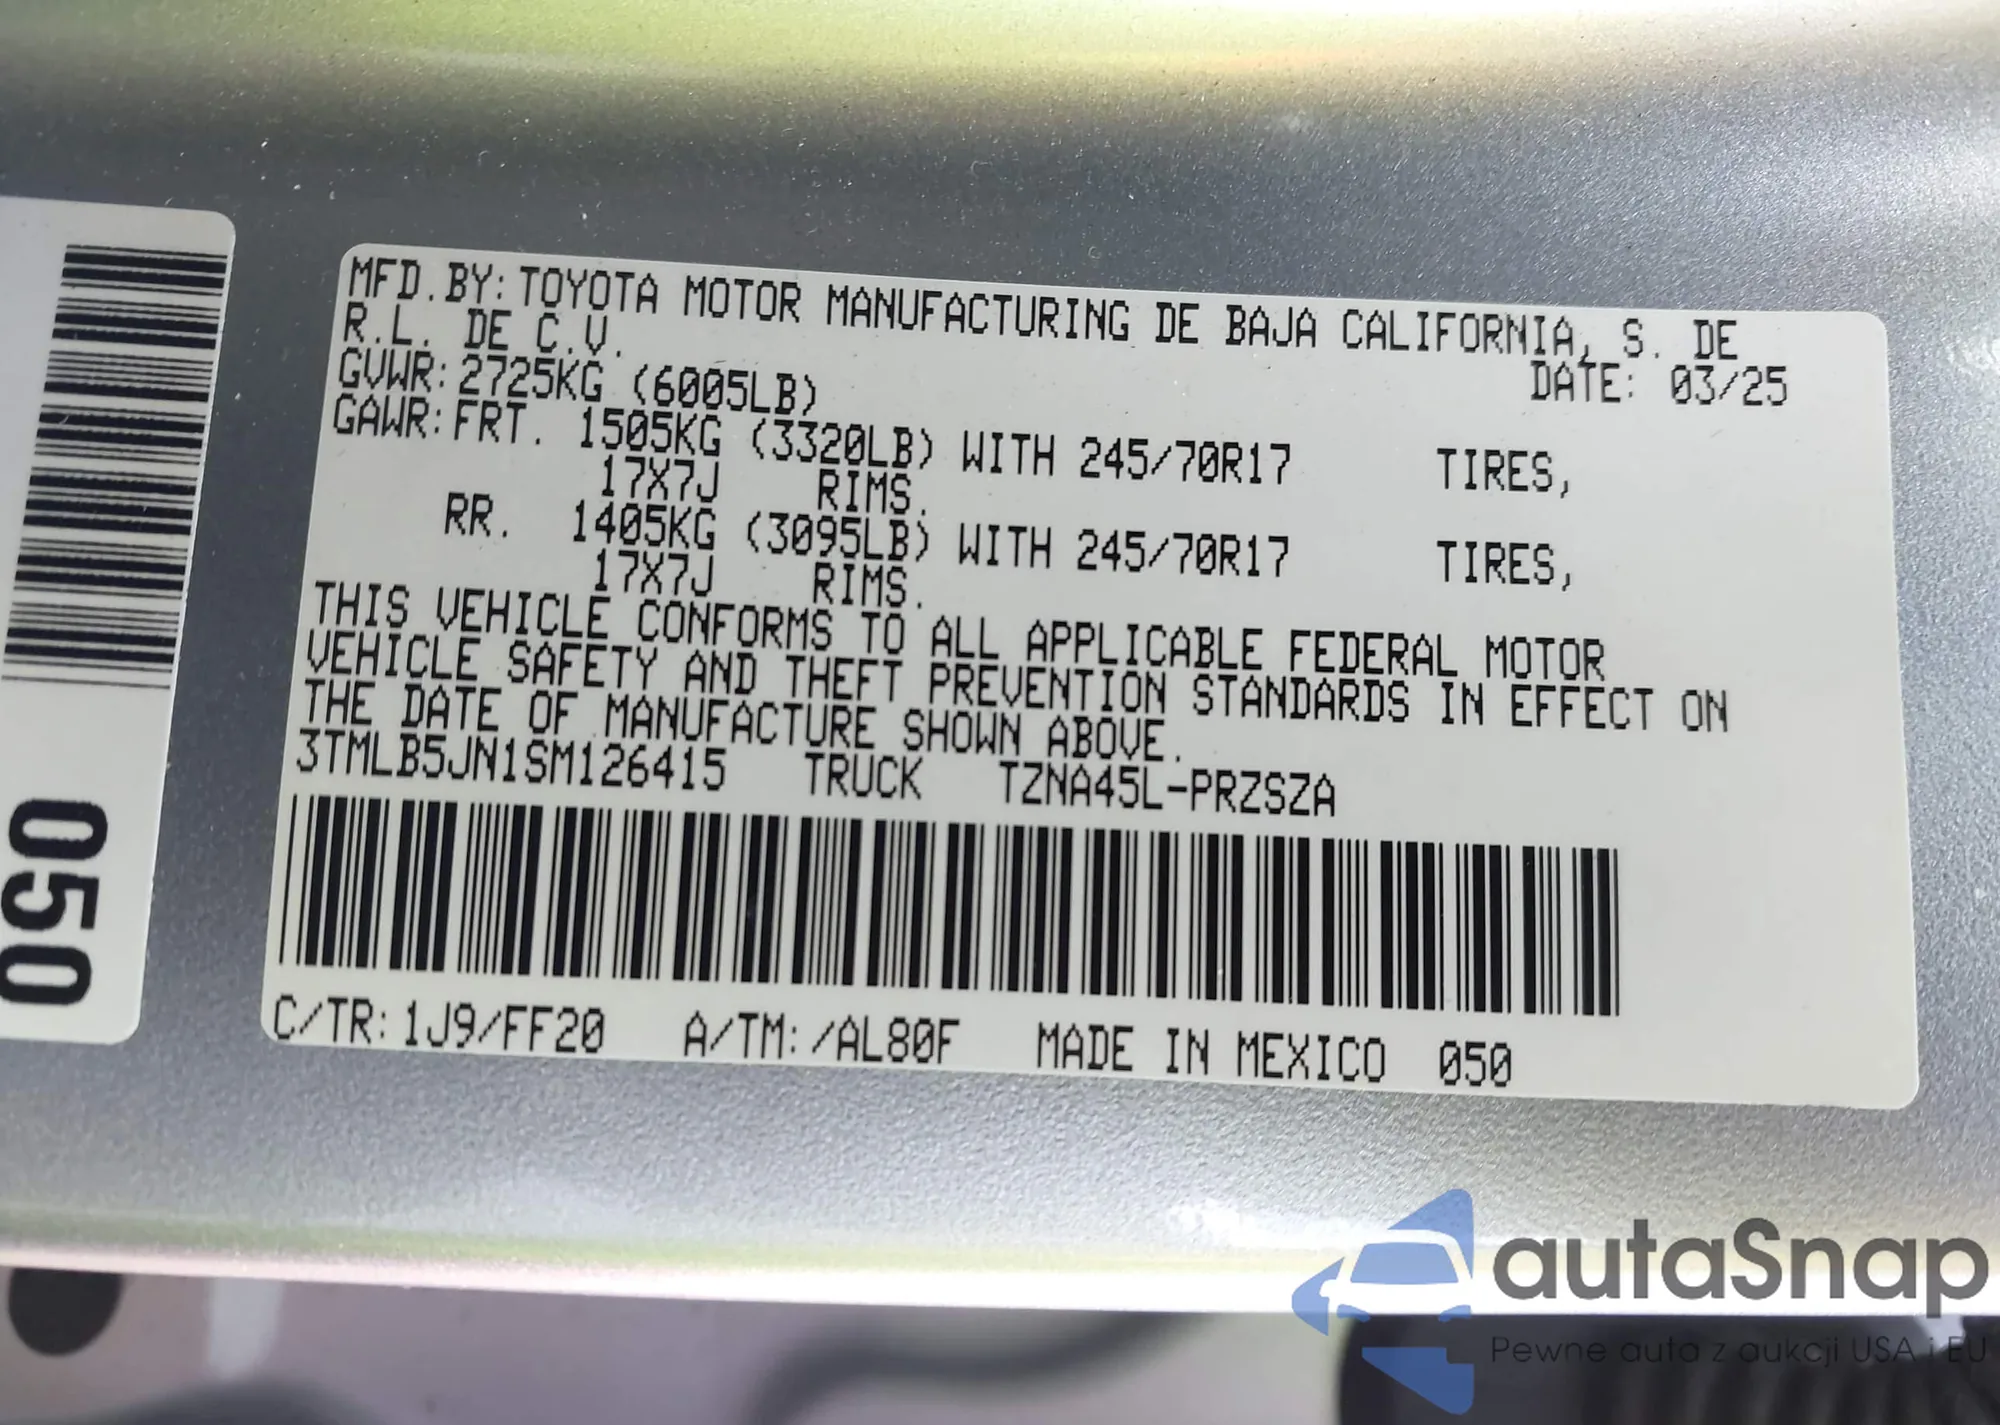 MFD.BY:TOYOTA MOTOR MANUFACTURING DE BAJA CALIFORNIA, S. DE
R.L. DE C.V.
DATE: 03/25
GVWR:2725KG (6005LB)
GAWR:FRT. 1505KG (3320LB) WITH 245/70R17 TIRES,
17X7J RIMS.
RR. 1405KG (3095LB) WITH 245/70R17 TIRES,
17X7J RIMS.
THIS VEHICLE CONFORMS TO ALL APPLICABLE FEDERAL MOTOR
VEHICLE SAFETY AND THEFT PREVENTION STANDARDS IN EFFECT ON
THE DATE OF MANUFACTURE SHOWN ABOVE.
3TMLB5JN1SM126415 TRUCK TZNA45L-PRZSZA
C/TR:1J9/FF20 A/TM:/AL80F MADE IN MEXICO 050
050
autaSnap
Pewne auta z aukcji USA i EU